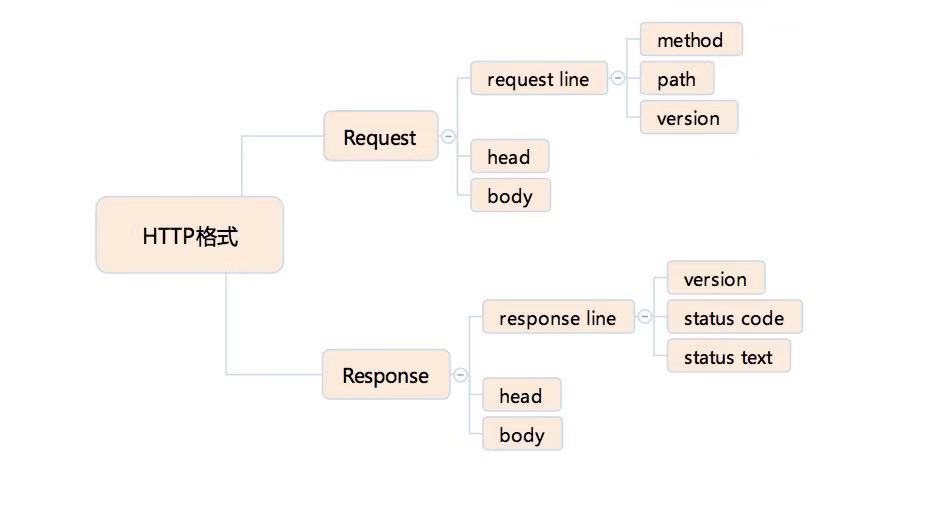 HTTP格式
Request
request line
method
path
version
head
body
Response
response line
version
status code
status text
head
body